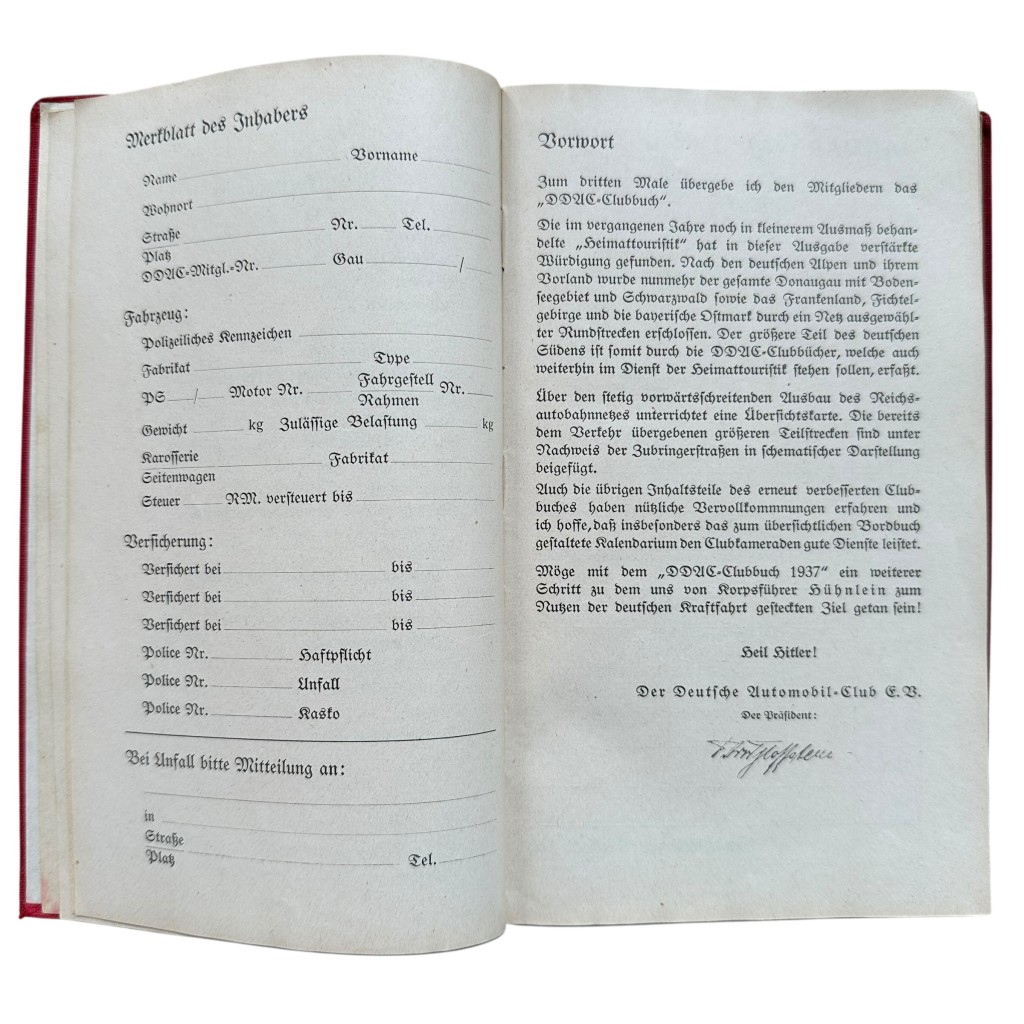 Merkblatt des Inhabers
Name Vorname
Wohnort
Straße Nr. Tel.
Platz
DDAC-Mitgl.-Nr. Gau /
Fahrzeug:
Polizeiliches Kennzeichen
Fabrikat Type
PS / Motor Nr. Fahrgestell Nr.
Rahmen
Gewicht kg Zulässige Belastung kg
Karosserie Fabrikat
Seitenwagen
Steuer RM. versteuert bis
Versicherung:
Versichert bei bis
Versichert bei bis
Versichert bei bis
Police Nr. Haftpflicht
Police Nr. Unfall
Police Nr. Kasko
Bei Unfall bitte Mitteilung an:
in
Straße
Platz Tel.
Vorwort
Zum dritten Male übergebe ich den Mitgliedern das
„DDAC-Clubbuch".
Die im vergangenen Jahre noch in kleinerem Ausmaß behan-
delte „Heimattouristik" hat in dieser Ausgabe verstärkte
Würdigung gefunden. Nach den deutschen Alpen und ihrem
Vorland wurde nunmehr der gesamte Donaugau mit Boden-
seegebiet und Schwarzwald sowie das Frankenland, Fichtel-
gebirge und die bayerische Ostmark durch ein Netz ausgewähl-
ter Rundstrecken erschlossen. Der größere Teil des deutschen
Südens ist somit durch die DDAC-Clubbücher, welche auch
weiterhin im Dienst der Heimattouristik stehen sollen, erfaßt.
Über den stetig vorwärtsschreitenden Ausbau des Reichs-
autobahnnetzes unterrichtet eine Übersichtskarte. Die bereits
dem Verkehr übergebenen größeren Teilstrecken sind unter
Nachweis der Zubringerstraßen in schematischer Darstellung
beigefügt.
Auch die übrigen Inhaltsteile des erneut verbesserten Club-
buches haben nützliche Vervollkommnungen erfahren und
ich hoffe, daß insbesonders das zum übersichtlichen Bordbuch
gestaltete Kalendarium den Clubkameraden gute Dienste leistet.
Möge mit dem „DDAC-Clubbuch 1937" ein weiterer
Schritt zu dem uns von Korpsführer Hühnlein zum
Nutzen der deutschen Kraftfahrt gesteckten Ziel getan sein!
Heil Hitler!
Der Deutsche Automobil-Club E. V.
Der Präsident: